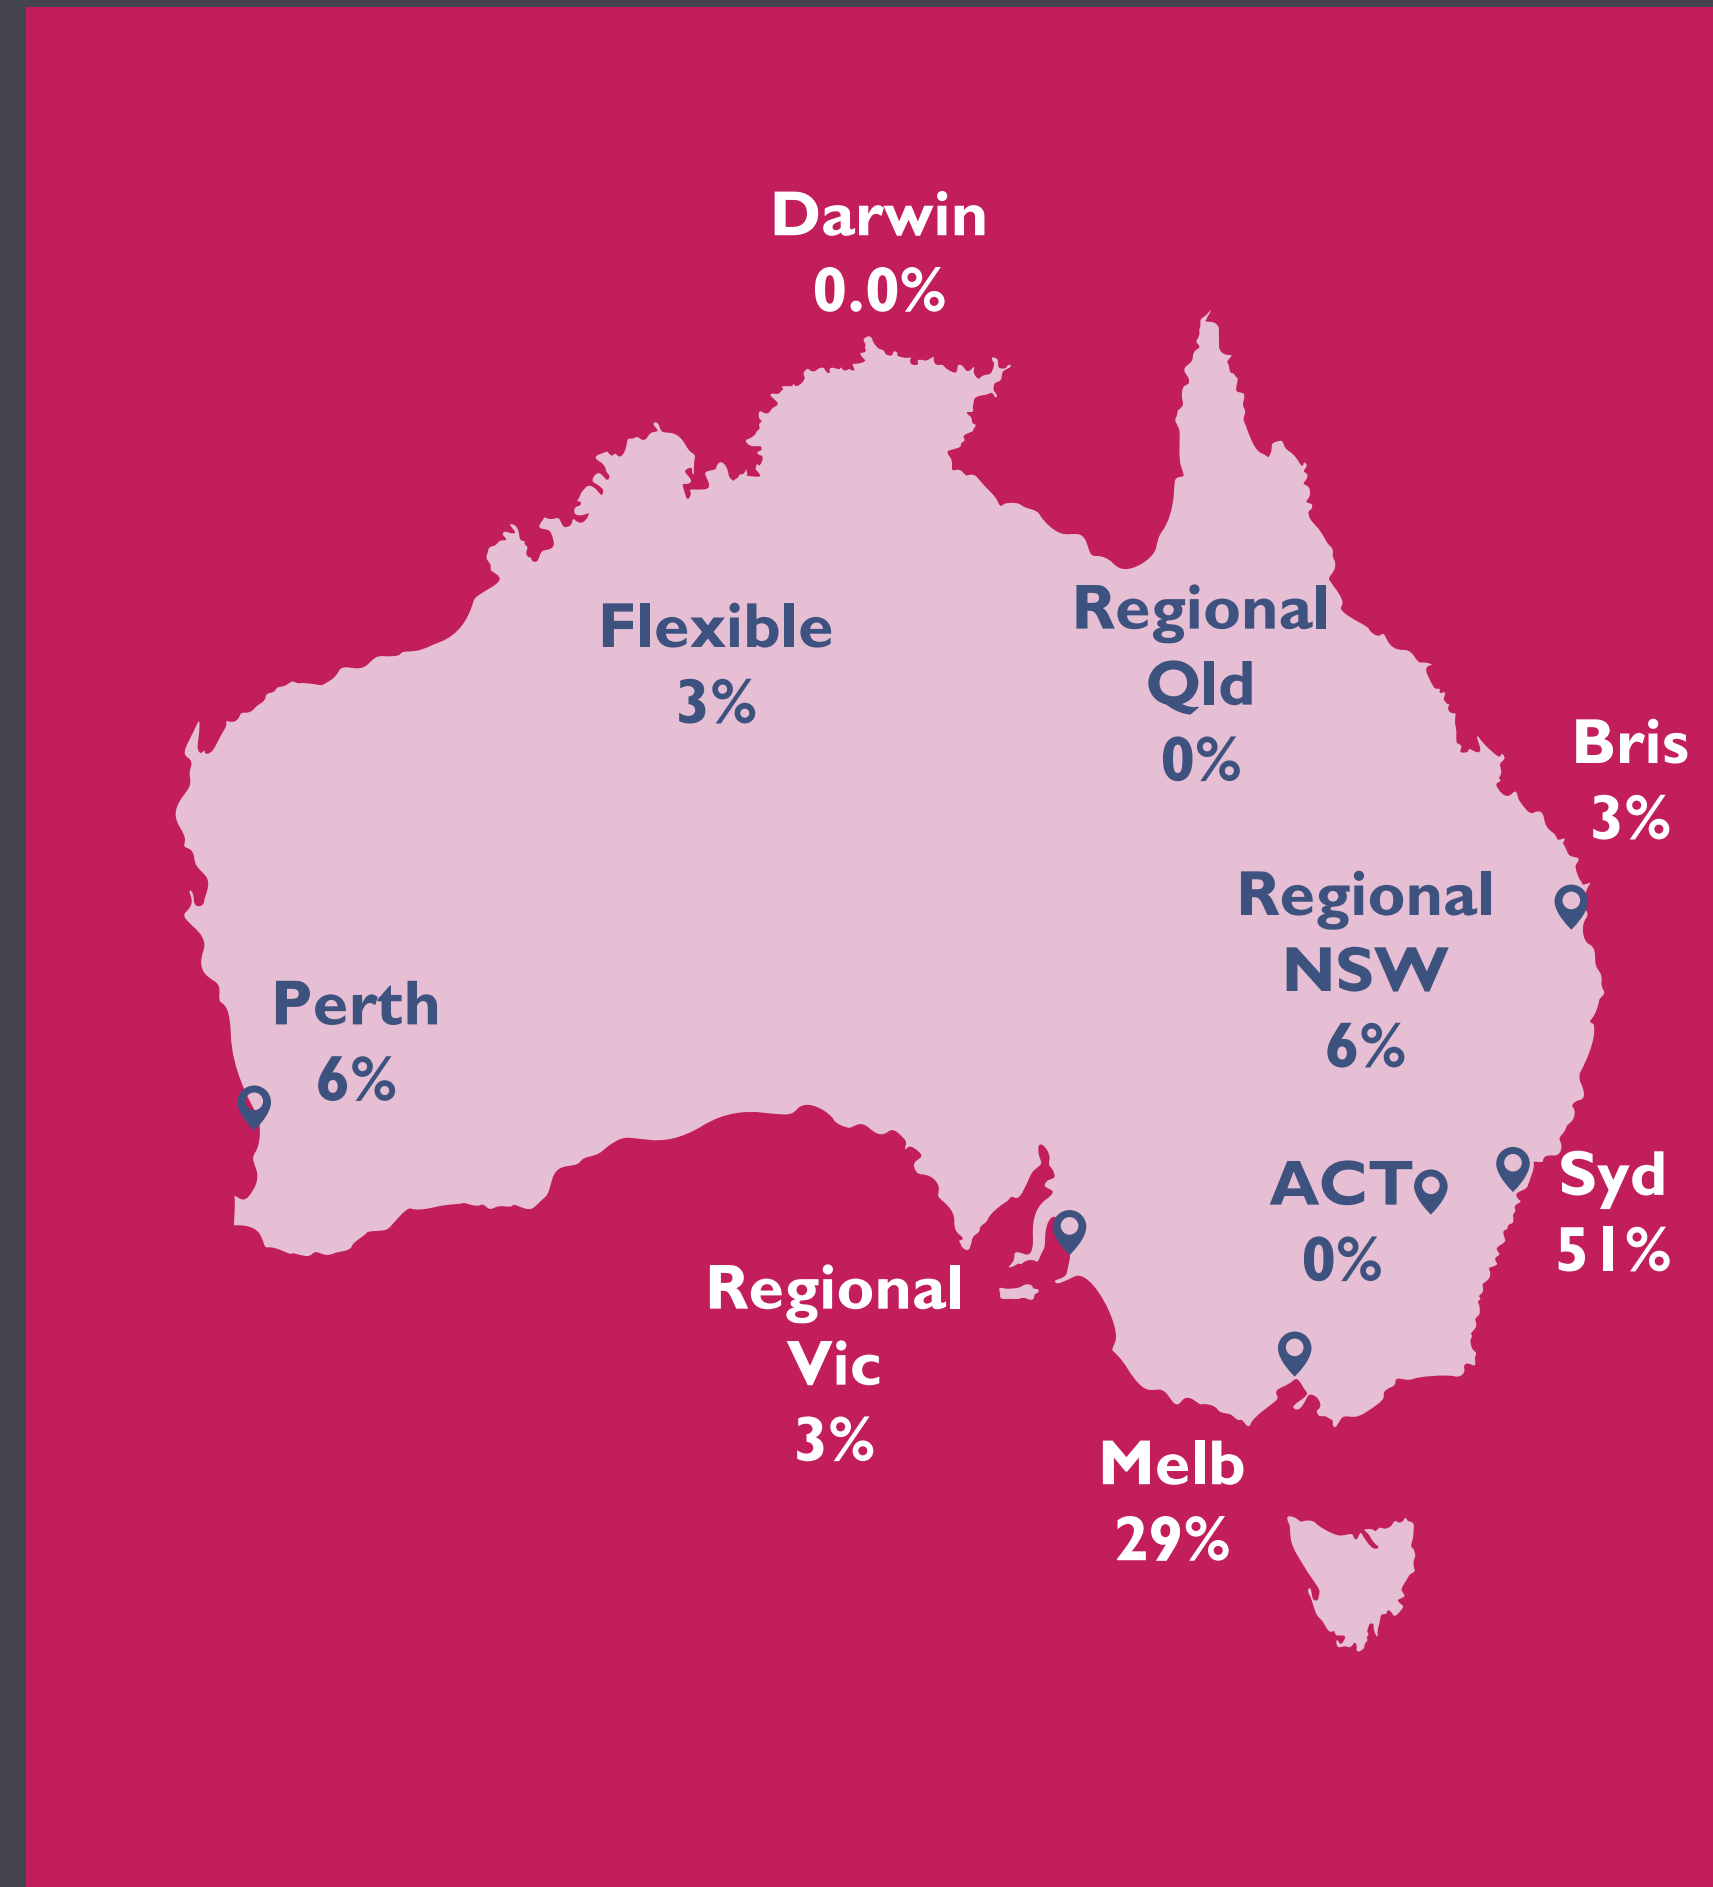 Darwin
0.0%
Flexible
3%
Regional
Qld
0%
Bris
3%
Regional
NSW
6%
Perth
6%
ACT
0%
Syd
51%
Regional
Vic
3%
Melb
29%